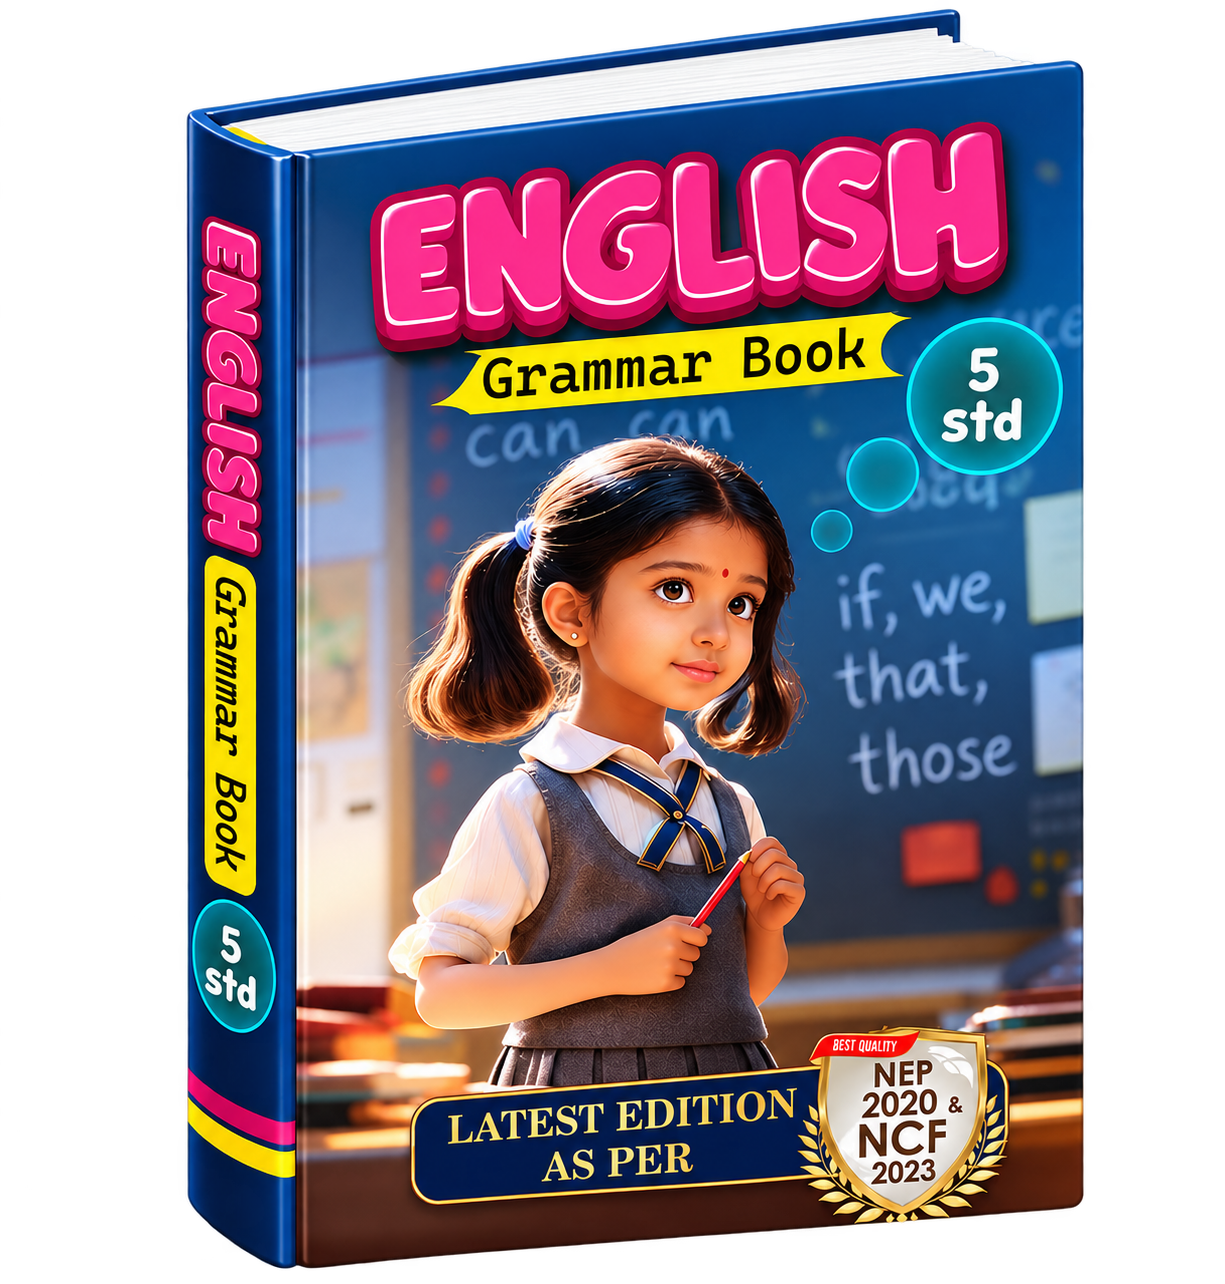 ENGLISH
Grammar Book
5
std
can can
if, we,
that,
those
BEST QUALITY
NEP
2020 &
NCF
2023
LATEST EDITION
AS PER
ENGLISH
Grammar Book
5
std